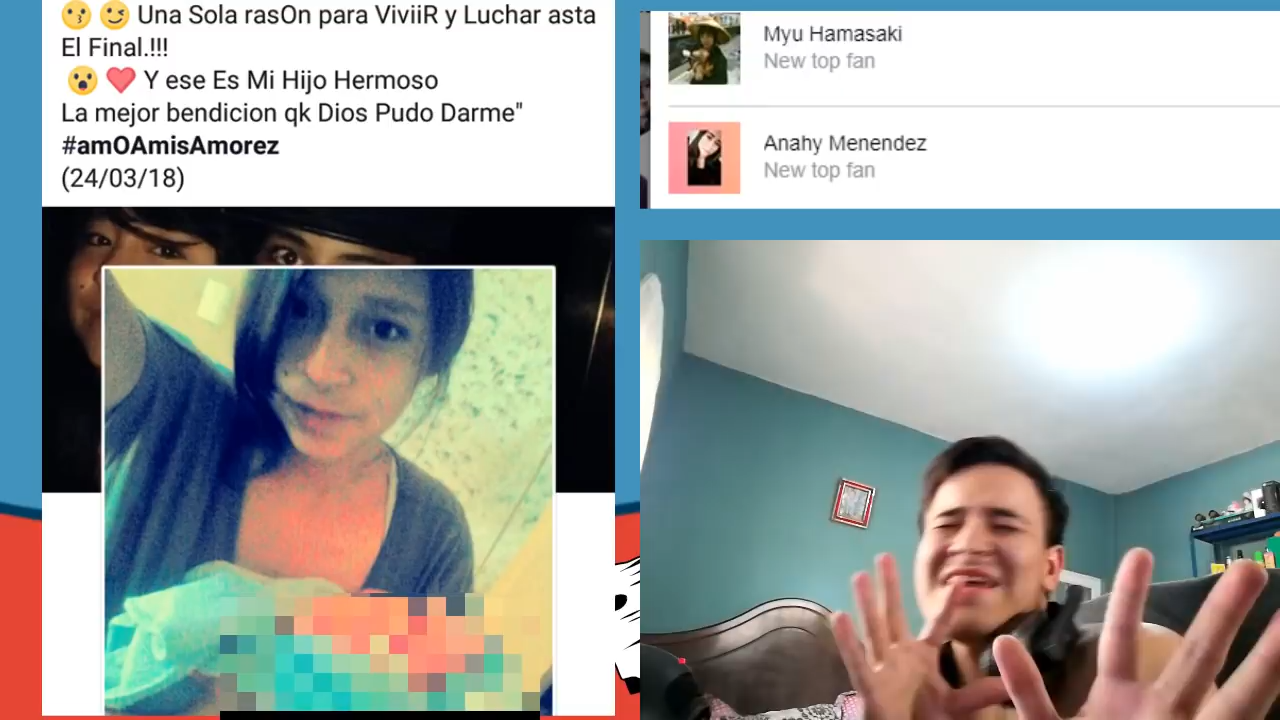 Una Sola rasOn para ViviiR y Luchar asta
El Final.!!!
Y ese Es Mi Hijo Hermoso
La mejor bendicion qk Dios Pudo Darme"
#amOAmisAmorez
(24/03/18)
Myu Hamasaki
New top fan
Anahy Menendez
New top fan